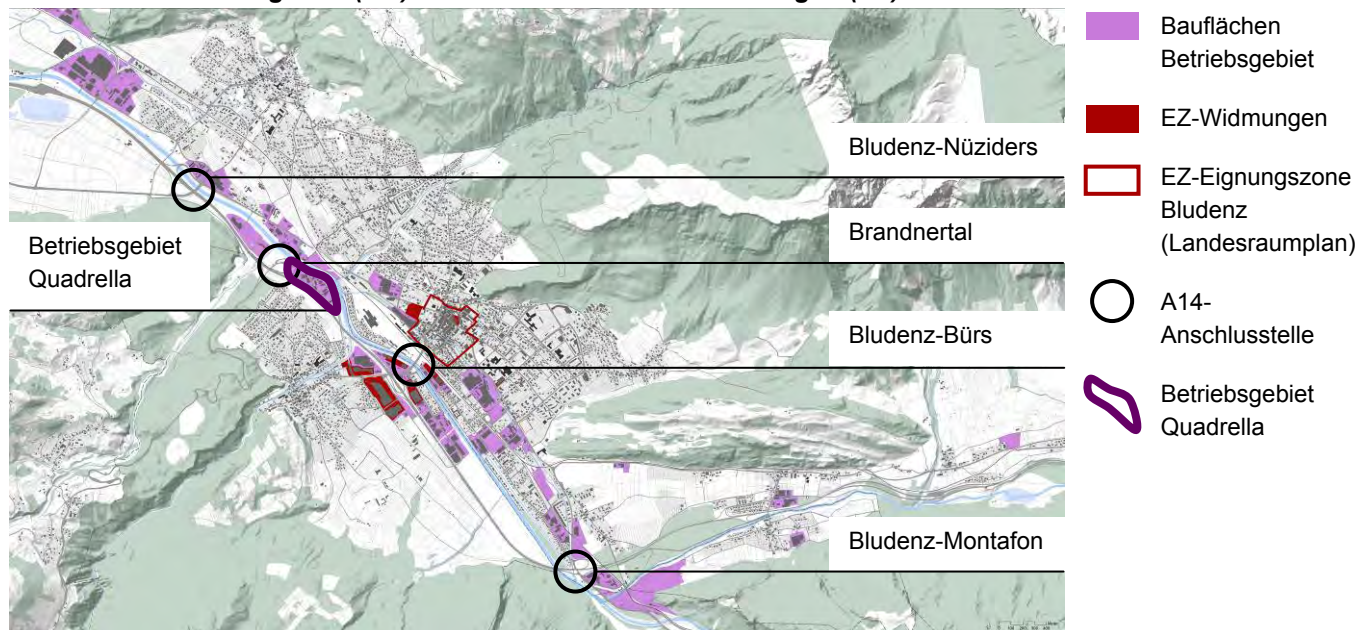 Bauflächen
Betriebsgebiet
EZ-Widmungen
EZ-Eignungszone
Bludenz
(Landesraumplan)
A14-
Anschlusstelle
Betriebsgebiet
Quadrella
Bludenz-Nüziders
Betriebsgebiet
Quadrella
Brandnertal
Bludenz-Bürs
Bludenz-Montafon